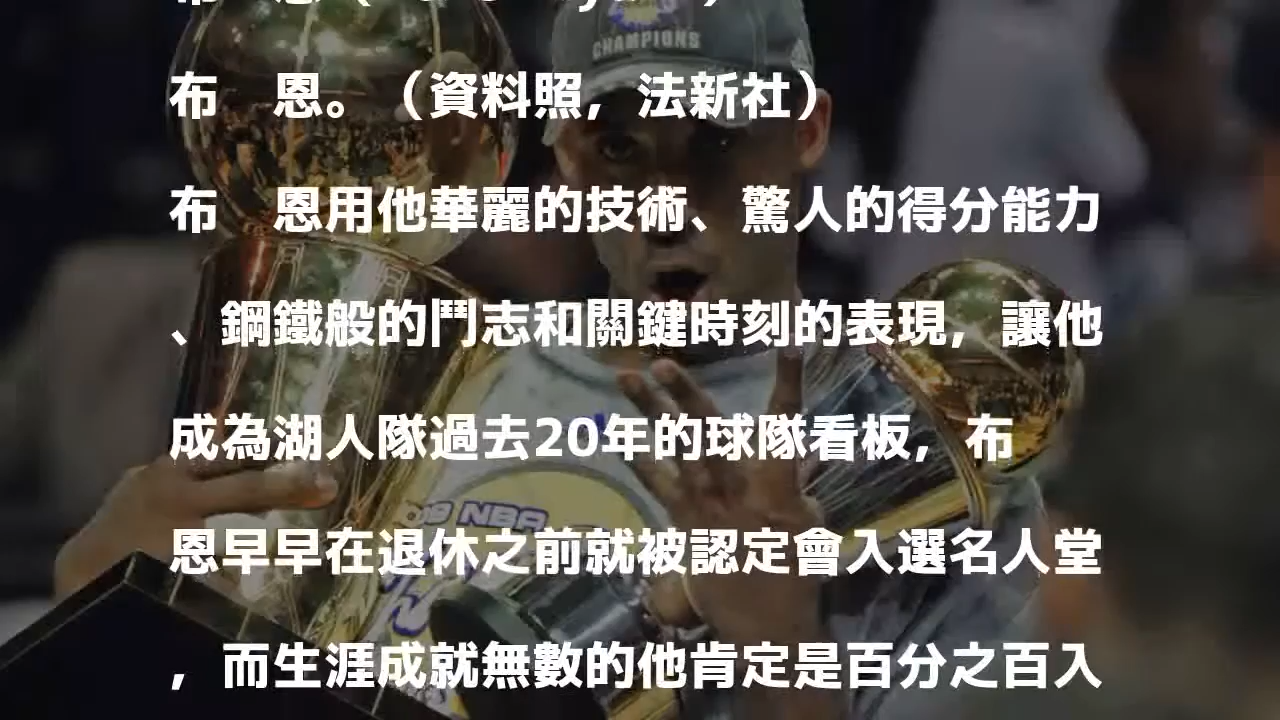 布　恩。（資料照，法新社）
布　恩用他華麗的技術、驚人的得分能力
、鋼鐵般的鬥志和關鍵時刻的表現，讓他
成為湖人隊過去20年的球隊看板，布
恩早早在退休之前就被認定會入選名人堂
，而生涯成就無數的他肯定是百分之百入
CHAMPIONS
NBA